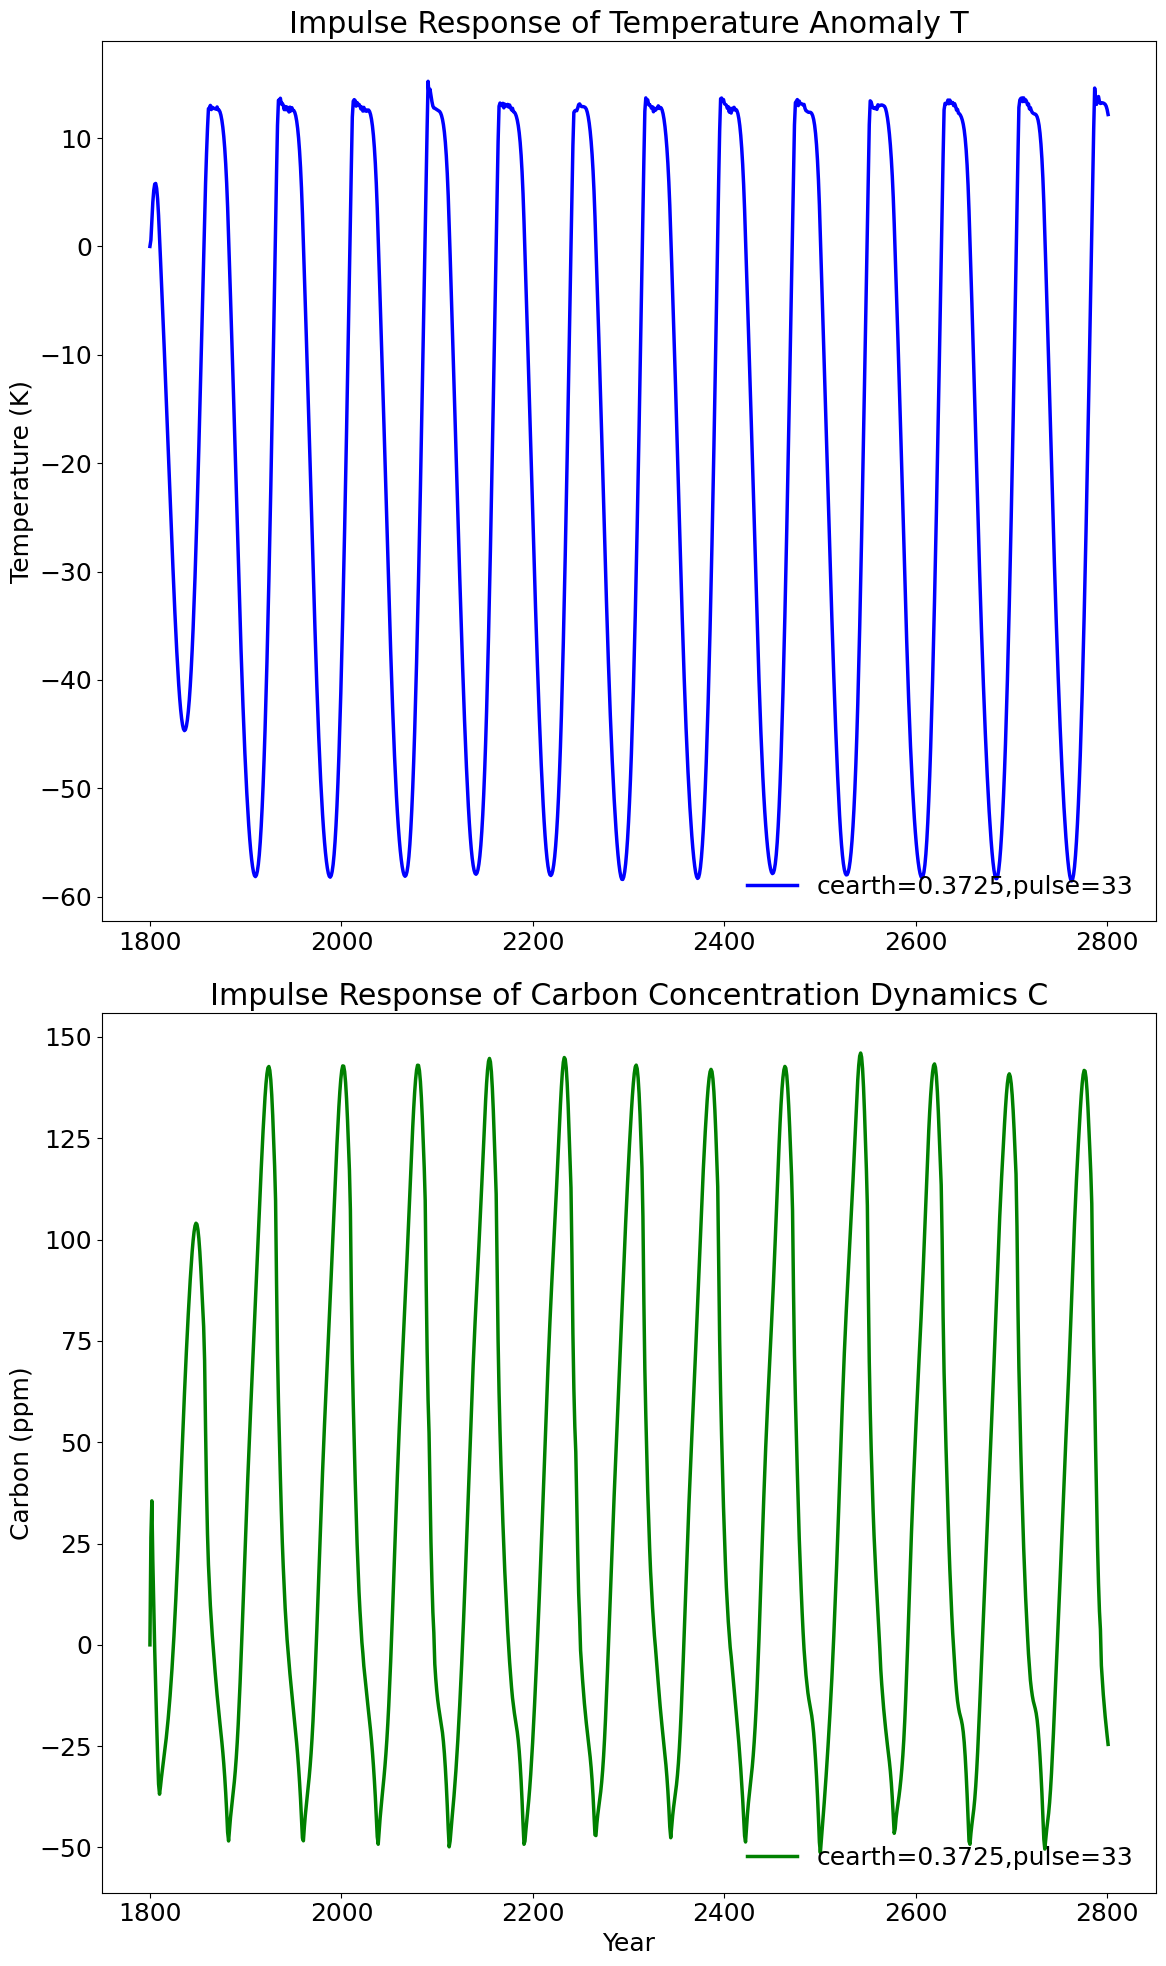 Impulse Response of Temperature Anomaly T
10
0
−10
−20
−30
−40
−50
−60
Temperature (K)
cearth=0.3725,pulse=33
1800 2000 2200 2400 2600 2800
Impulse Response of Carbon Concentration Dynamics C
150
125
100
75
50
25
0
−25
−50
Carbon (ppm)
cearth=0.3725,pulse=33
1800 2000 2200 2400 2600 2800
Year